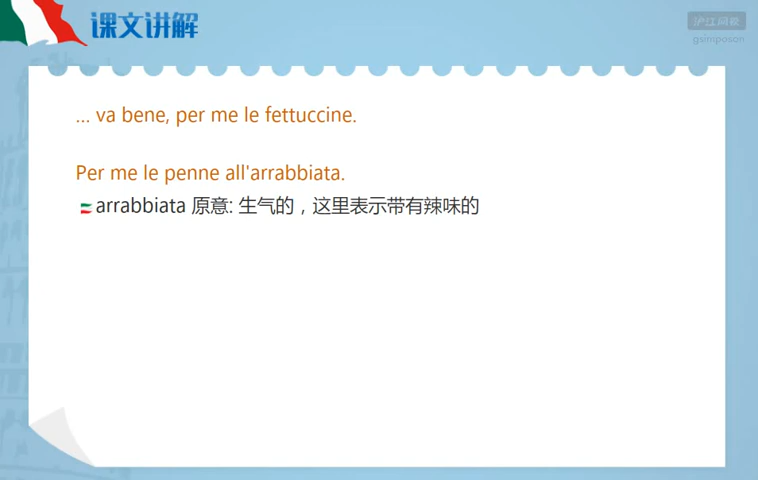 课文讲解
沪江网校
gsimposon
... va bene, per me le fettuccine.
Per me le penne all'arrabbiata.
arrabbiata 原意: 生气的，这里表示带有辣味的